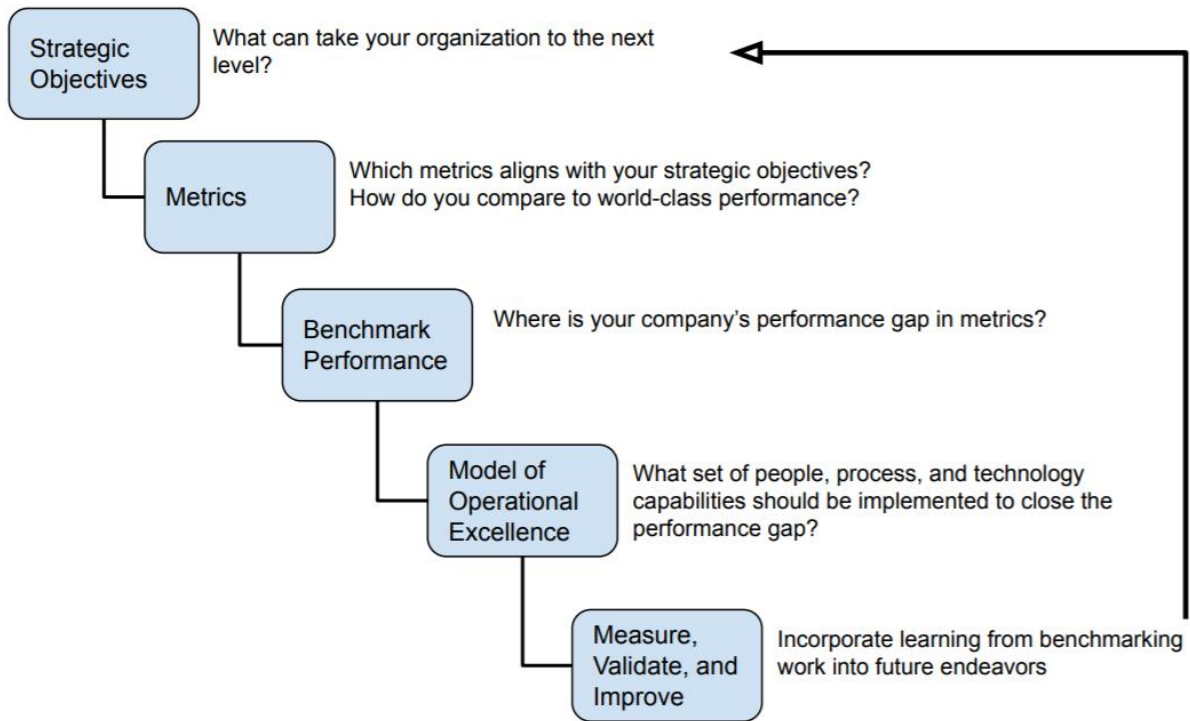 Strategic
Objectives
What can take your organization to the next
level?
Metrics
Which metrics aligns with your strategic objectives?
How do you compare to world-class performance?
Benchmark
Performance
Where is your company’s performance gap in metrics?
Model of
Operational
Excellence
What set of people, process, and technology
capabilities should be implemented to close the
performance gap?
Measure,
Validate, and
Improve
Incorporate learning from benchmarking
work into future endeavors